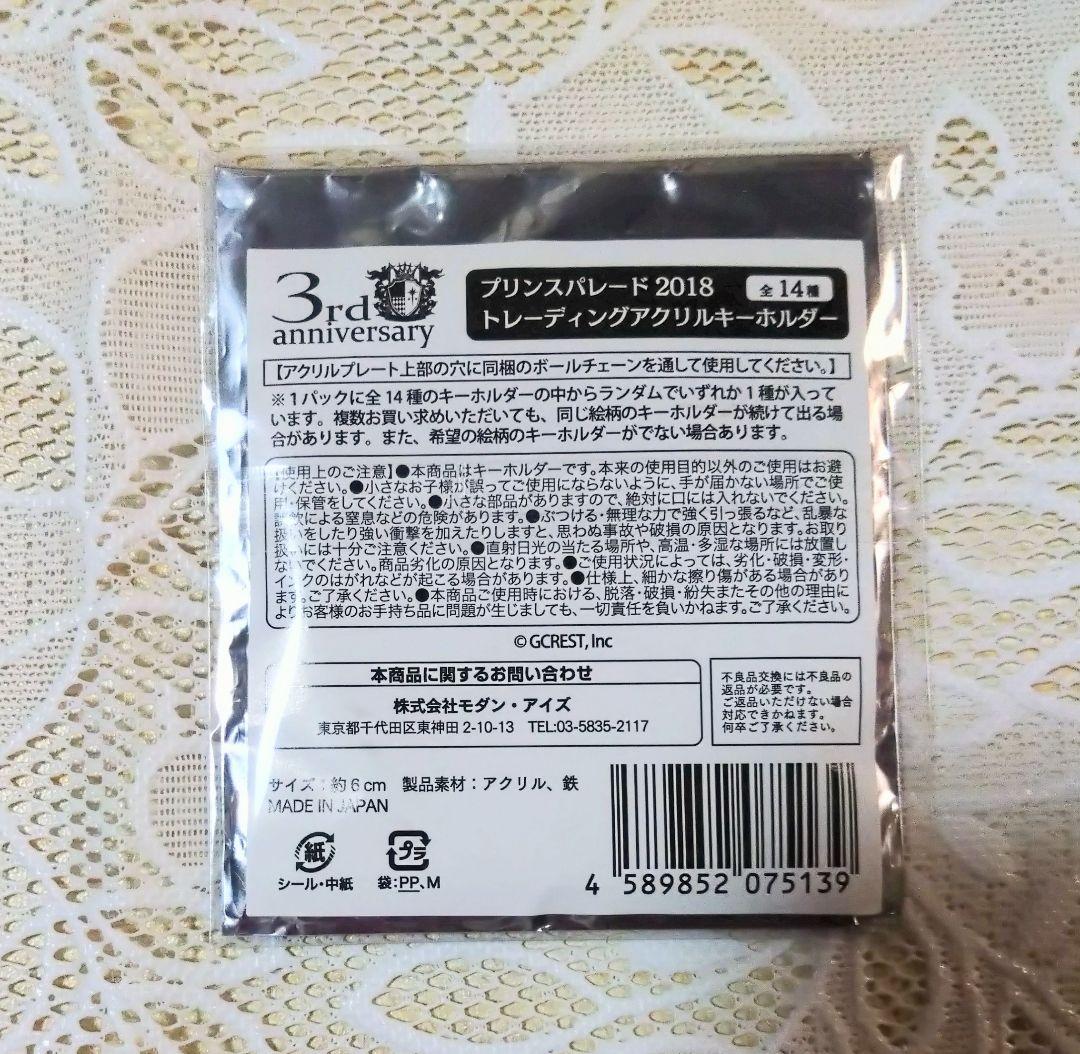 3rd
anniversary
プリンスパレード 2018 全14種
トレーディングアクリルキーホルダー
【アクリルプレート上部の穴に同梱のボールチェーンを通して使用してください。】
※1パックに全14種のキーホルダーの中からランダムでいずれか1種が入って
います。複数お買い求めいただいても、同じ絵柄のキーホルダーが続けて出る場
合があります。また、希望の絵柄のキーホルダーがでない場合あります。
【使用上のご注意】●本商品はキーホルダーです。本来の使用目的以外のご使用はお避
けください。●小さなお子様が誤ってご使用にならないように、手が届かない場所でご使
用・保管をしてください。●小さな部品がありますので、絶対に口には入れないでください。
誤飲による窒息などの危険があります。●ぶつける・無理な力で強く引っ張るなど、乱暴な
扱いをしたり強い衝撃を加えたりしますと、思わぬ事故や破損の原因となります。お取り
扱いには十分ご注意ください。●直射日光の当たる場所や、高温・多湿な場所には放置し
ないでください。商品劣化の原因となります。●ご使用状況によっては、劣化・破損・変形・
インクのはがれなどが起こる場合があります。●仕様上、細かな擦り傷がある場合があり
ます。ご了承ください。●本商品ご使用時における、脱落・破損・紛失またその他の理由に
よりお客様のお手持ち品に問題が生じましても、一切責任を負いかねます。ご了承ください。
© GCREST, Inc
本商品に関するお問い合わせ
株式会社モダン・アイズ
東京都千代田区東神田 2-10-13 TEL:03-5835-2117
不良品交換には不良品の
返品が必要です。
ご返品いただけない場合
対応できかねます。
何卒ご了承ください。
サイズ：約6cm 製品素材：アクリル、鉄
MADE IN JAPAN
紙
シール・中紙
プラ
袋：PP、M
4 589852 075139